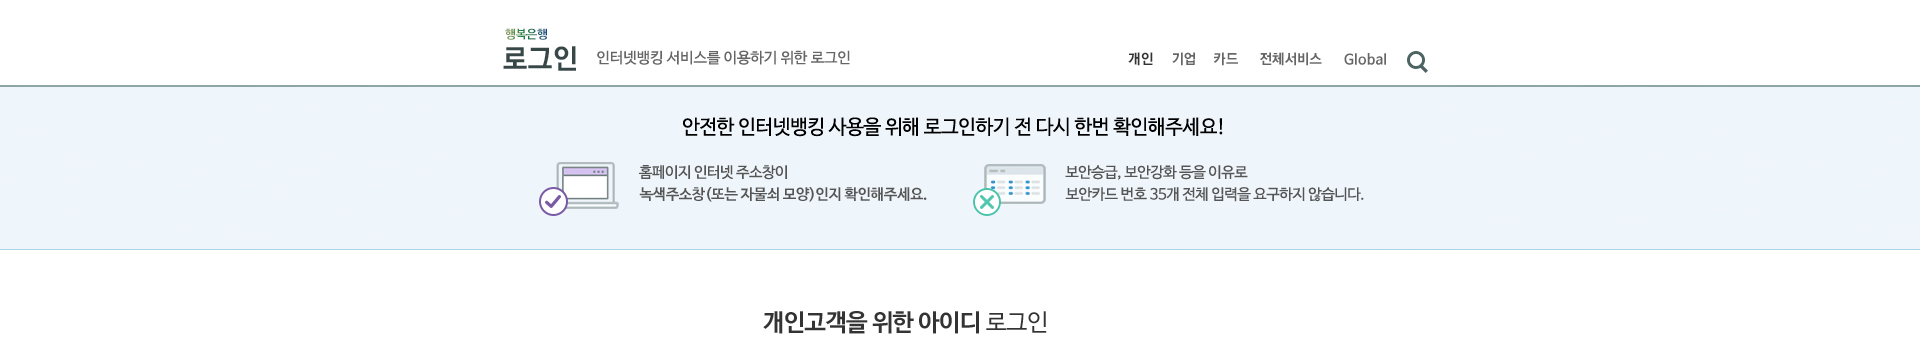 행복은행
로그인
인터넷뱅킹 서비스를 이용하기 위한 로그인
개인 기업 카드 전체서비스 Global
안전한 인터넷뱅킹 사용을 위해 로그인하기 전 다시 한번 확인해주세요!
홈페이지 인터넷 주소창이
녹색주소창(또는 자물쇠 모양)인지 확인해주세요.
보안승급, 보안강화 등을 이유로
보안카드 번호 35개 전체 입력을 요구하지 않습니다.
개인고객을 위한 아이디 로그인